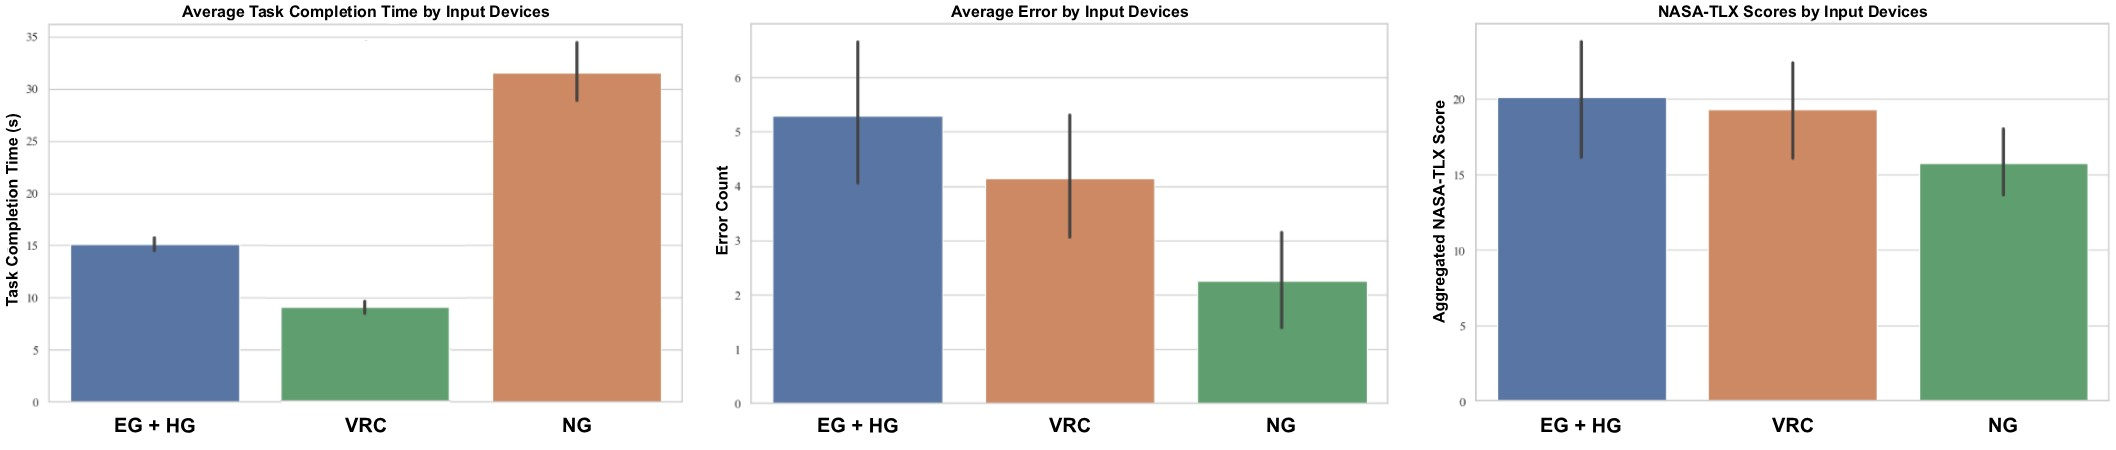 Average Task Completion Time by Input Devices
Task Completion Time (s)
35
30
25
20
15
10
5
0
EG + HG VRC NG
Average Error by Input Devices
Error Count
6
5
4
3
2
1
0
EG + HG VRC NG
NASA-TLX Scores by Input Devices
Aggregated NASA-TLX Score
20
15
10
5
0
EG + HG VRC NG